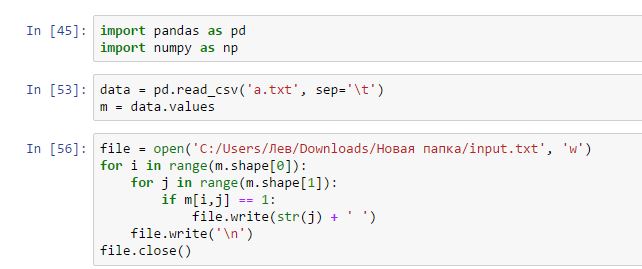 In [45]: import pandas as pd
import numpy as np
In [53]: data = pd.read_csv('a.txt', sep='\t')
m = data.values
In [56]: file = open('C:/Users/Лев/Downloads/Новая папка/input.txt', 'w')
for i in range(m.shape[0]):
    for j in range(m.shape[1]):
        if m[i,j] == 1:
            file.write(str(j) + ' ')
    file.write('\n')
file.close()